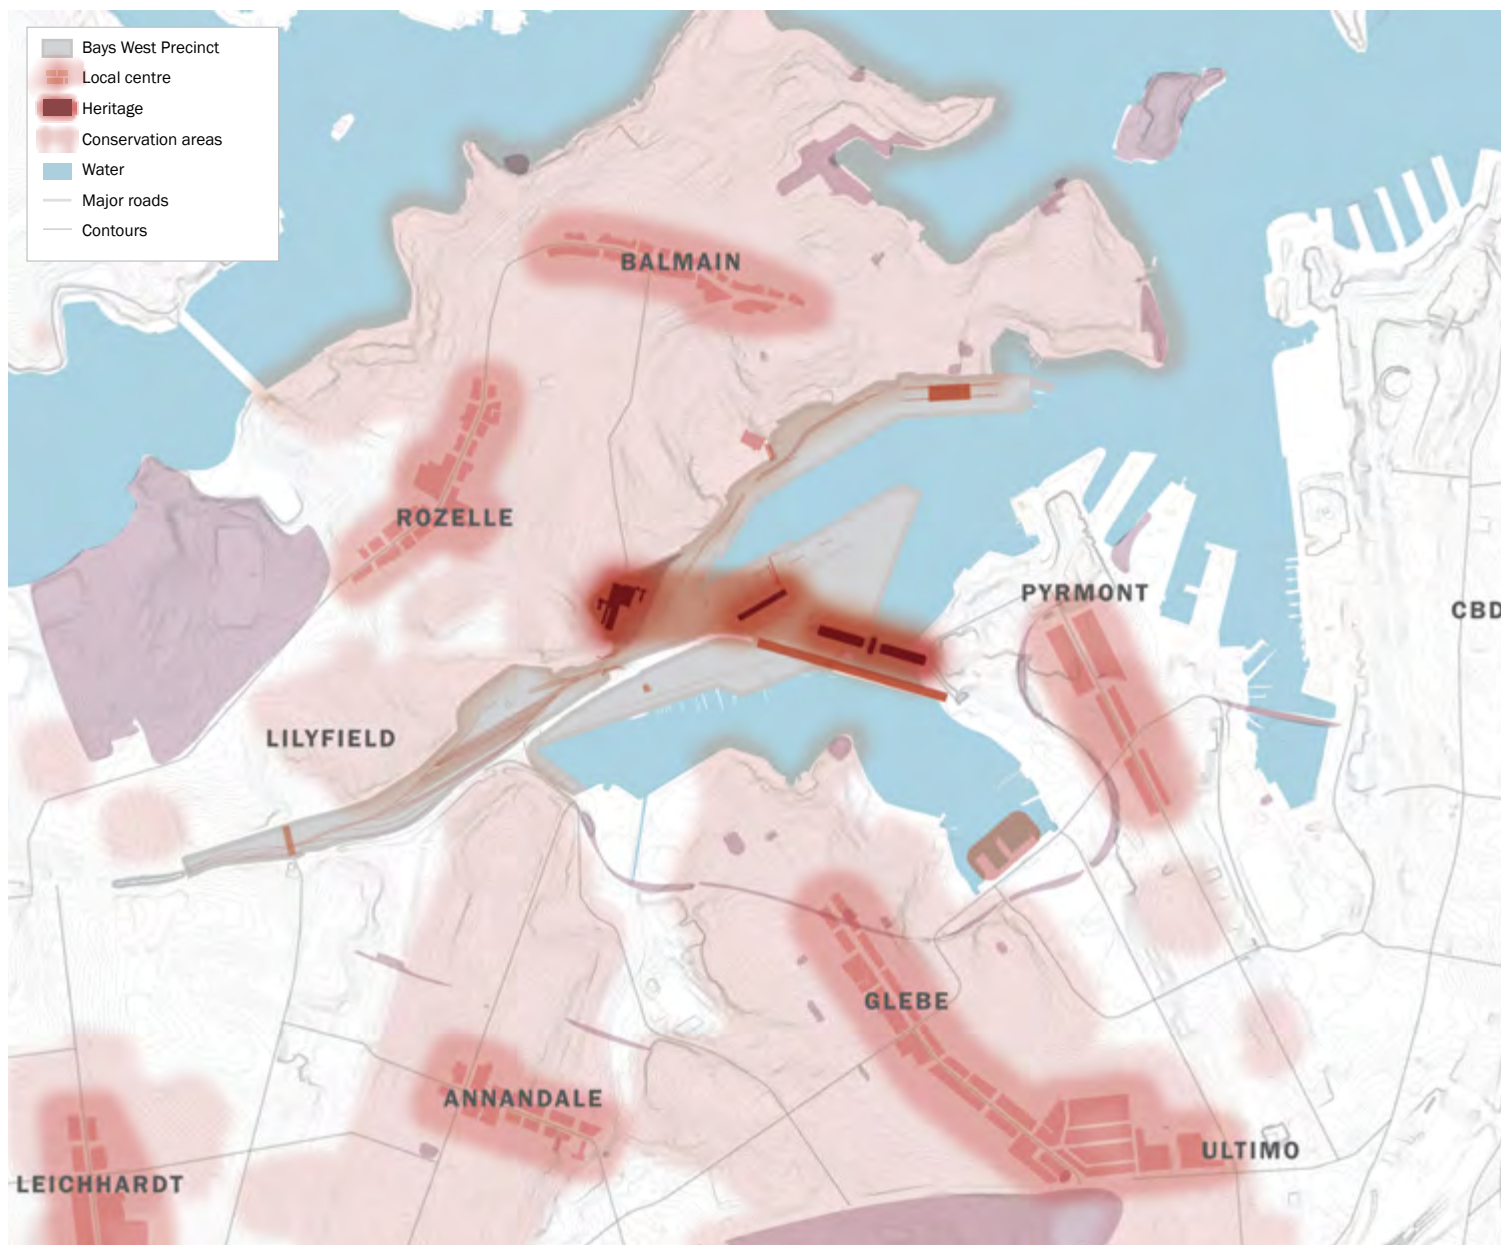 Bays West Precinct
Local centre
Heritage
Conservation areas
Water
Major roads
Contours
BALMAIN
ROZELLE
PYRMONT
CBD
LILYFIELD
GLEBE
ANNANDALE
ULTIMO
LEICHHARDT